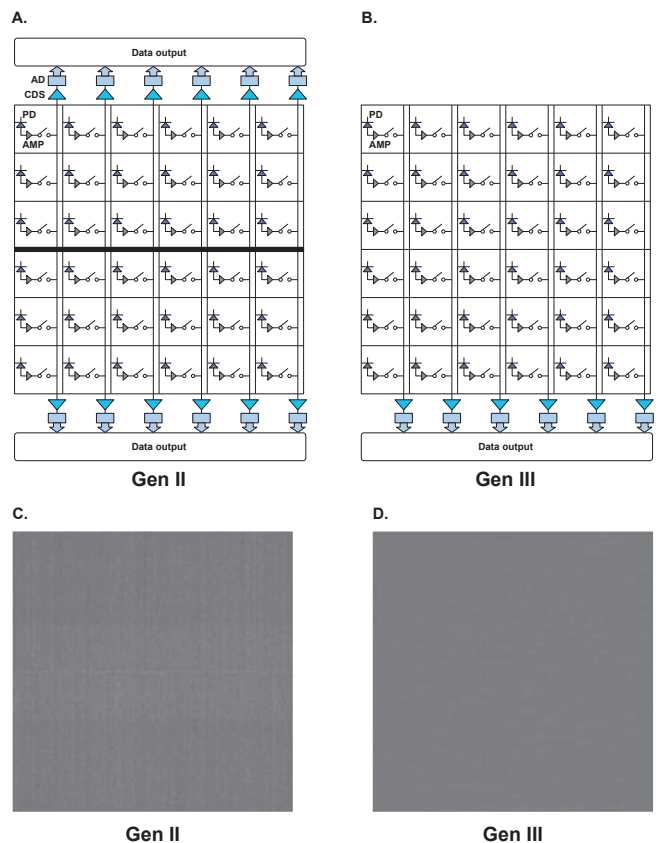 A.
B.
Data output
AD
CDS
PD
AMP
PD
AMP
Data output
Data output
Gen II
Gen III
C.
D.
Gen II
Gen III